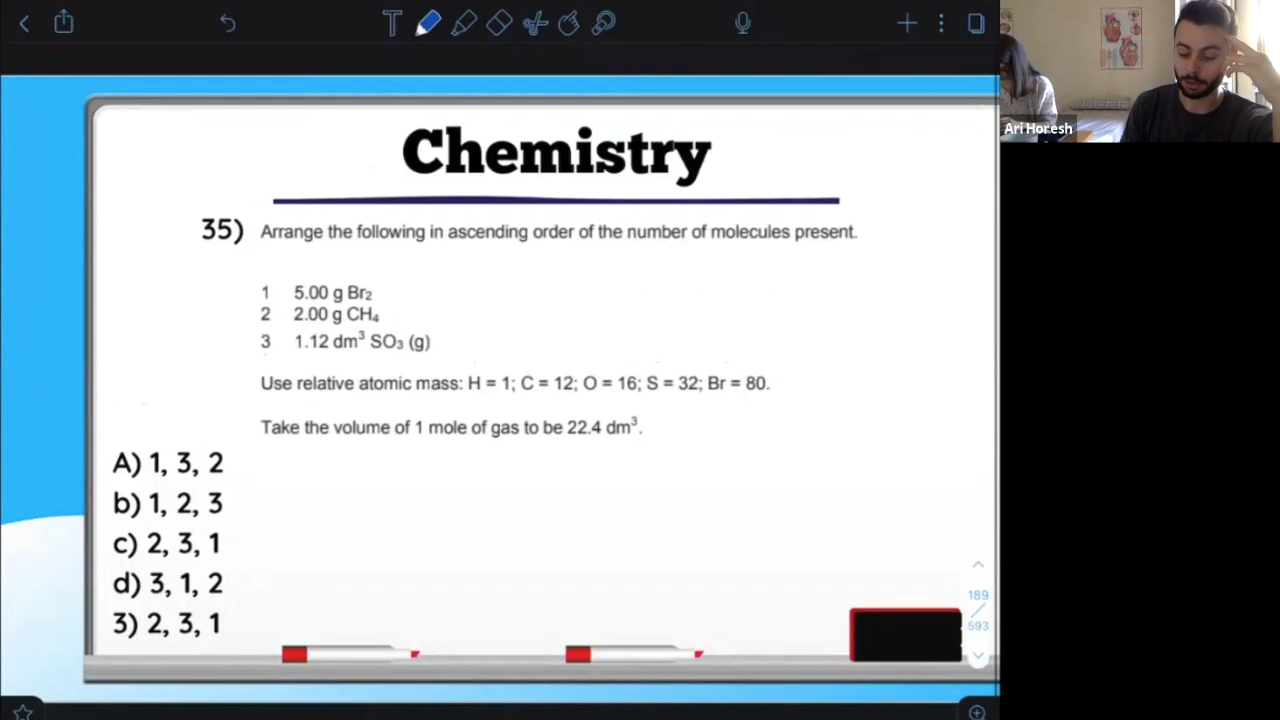 Chemistry
35) Arrange the following in ascending order of the number of molecules present.
1 5.00 g Br₂
2 2.00 g CH₄
3 1.12 dm³ SO₃ (g)
Use relative atomic mass: H = 1; C = 12; O = 16; S = 32; Br = 80.
Take the volume of 1 mole of gas to be 22.4 dm³.
A) 1, 3, 2
b) 1, 2, 3
c) 2, 3, 1
d) 3, 1, 2
3) 2, 3, 1
189
593
Ari Horesh